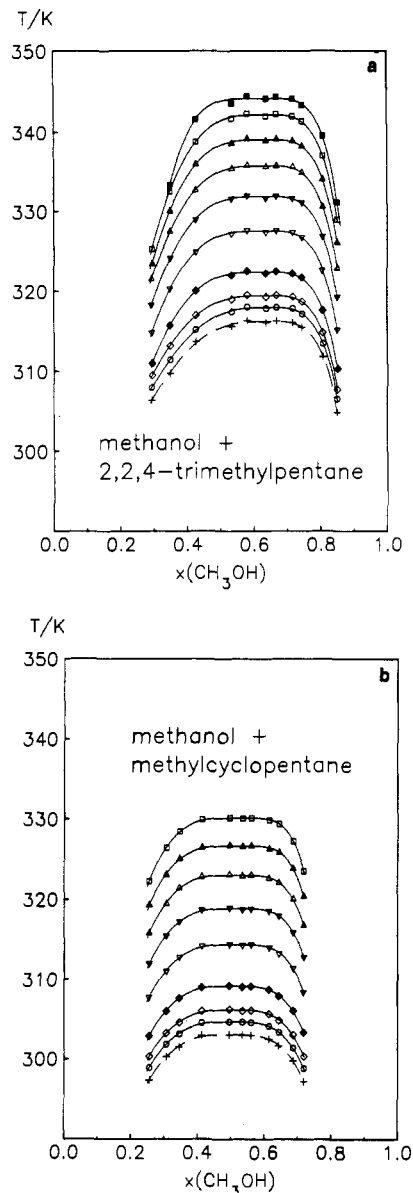 T/K
350
a
340
330
320
310
300
methanol +
2,2,4-trimethylpentane
0.0 0.2 0.4 0.6 0.8 1.0
x(CH₃OH)
T/K
350
b
methanol +
methylcyclopentane
340
330
320
310
300
0.0 0.2 0.4 0.6 0.8 1.0
x(CH₃OH)